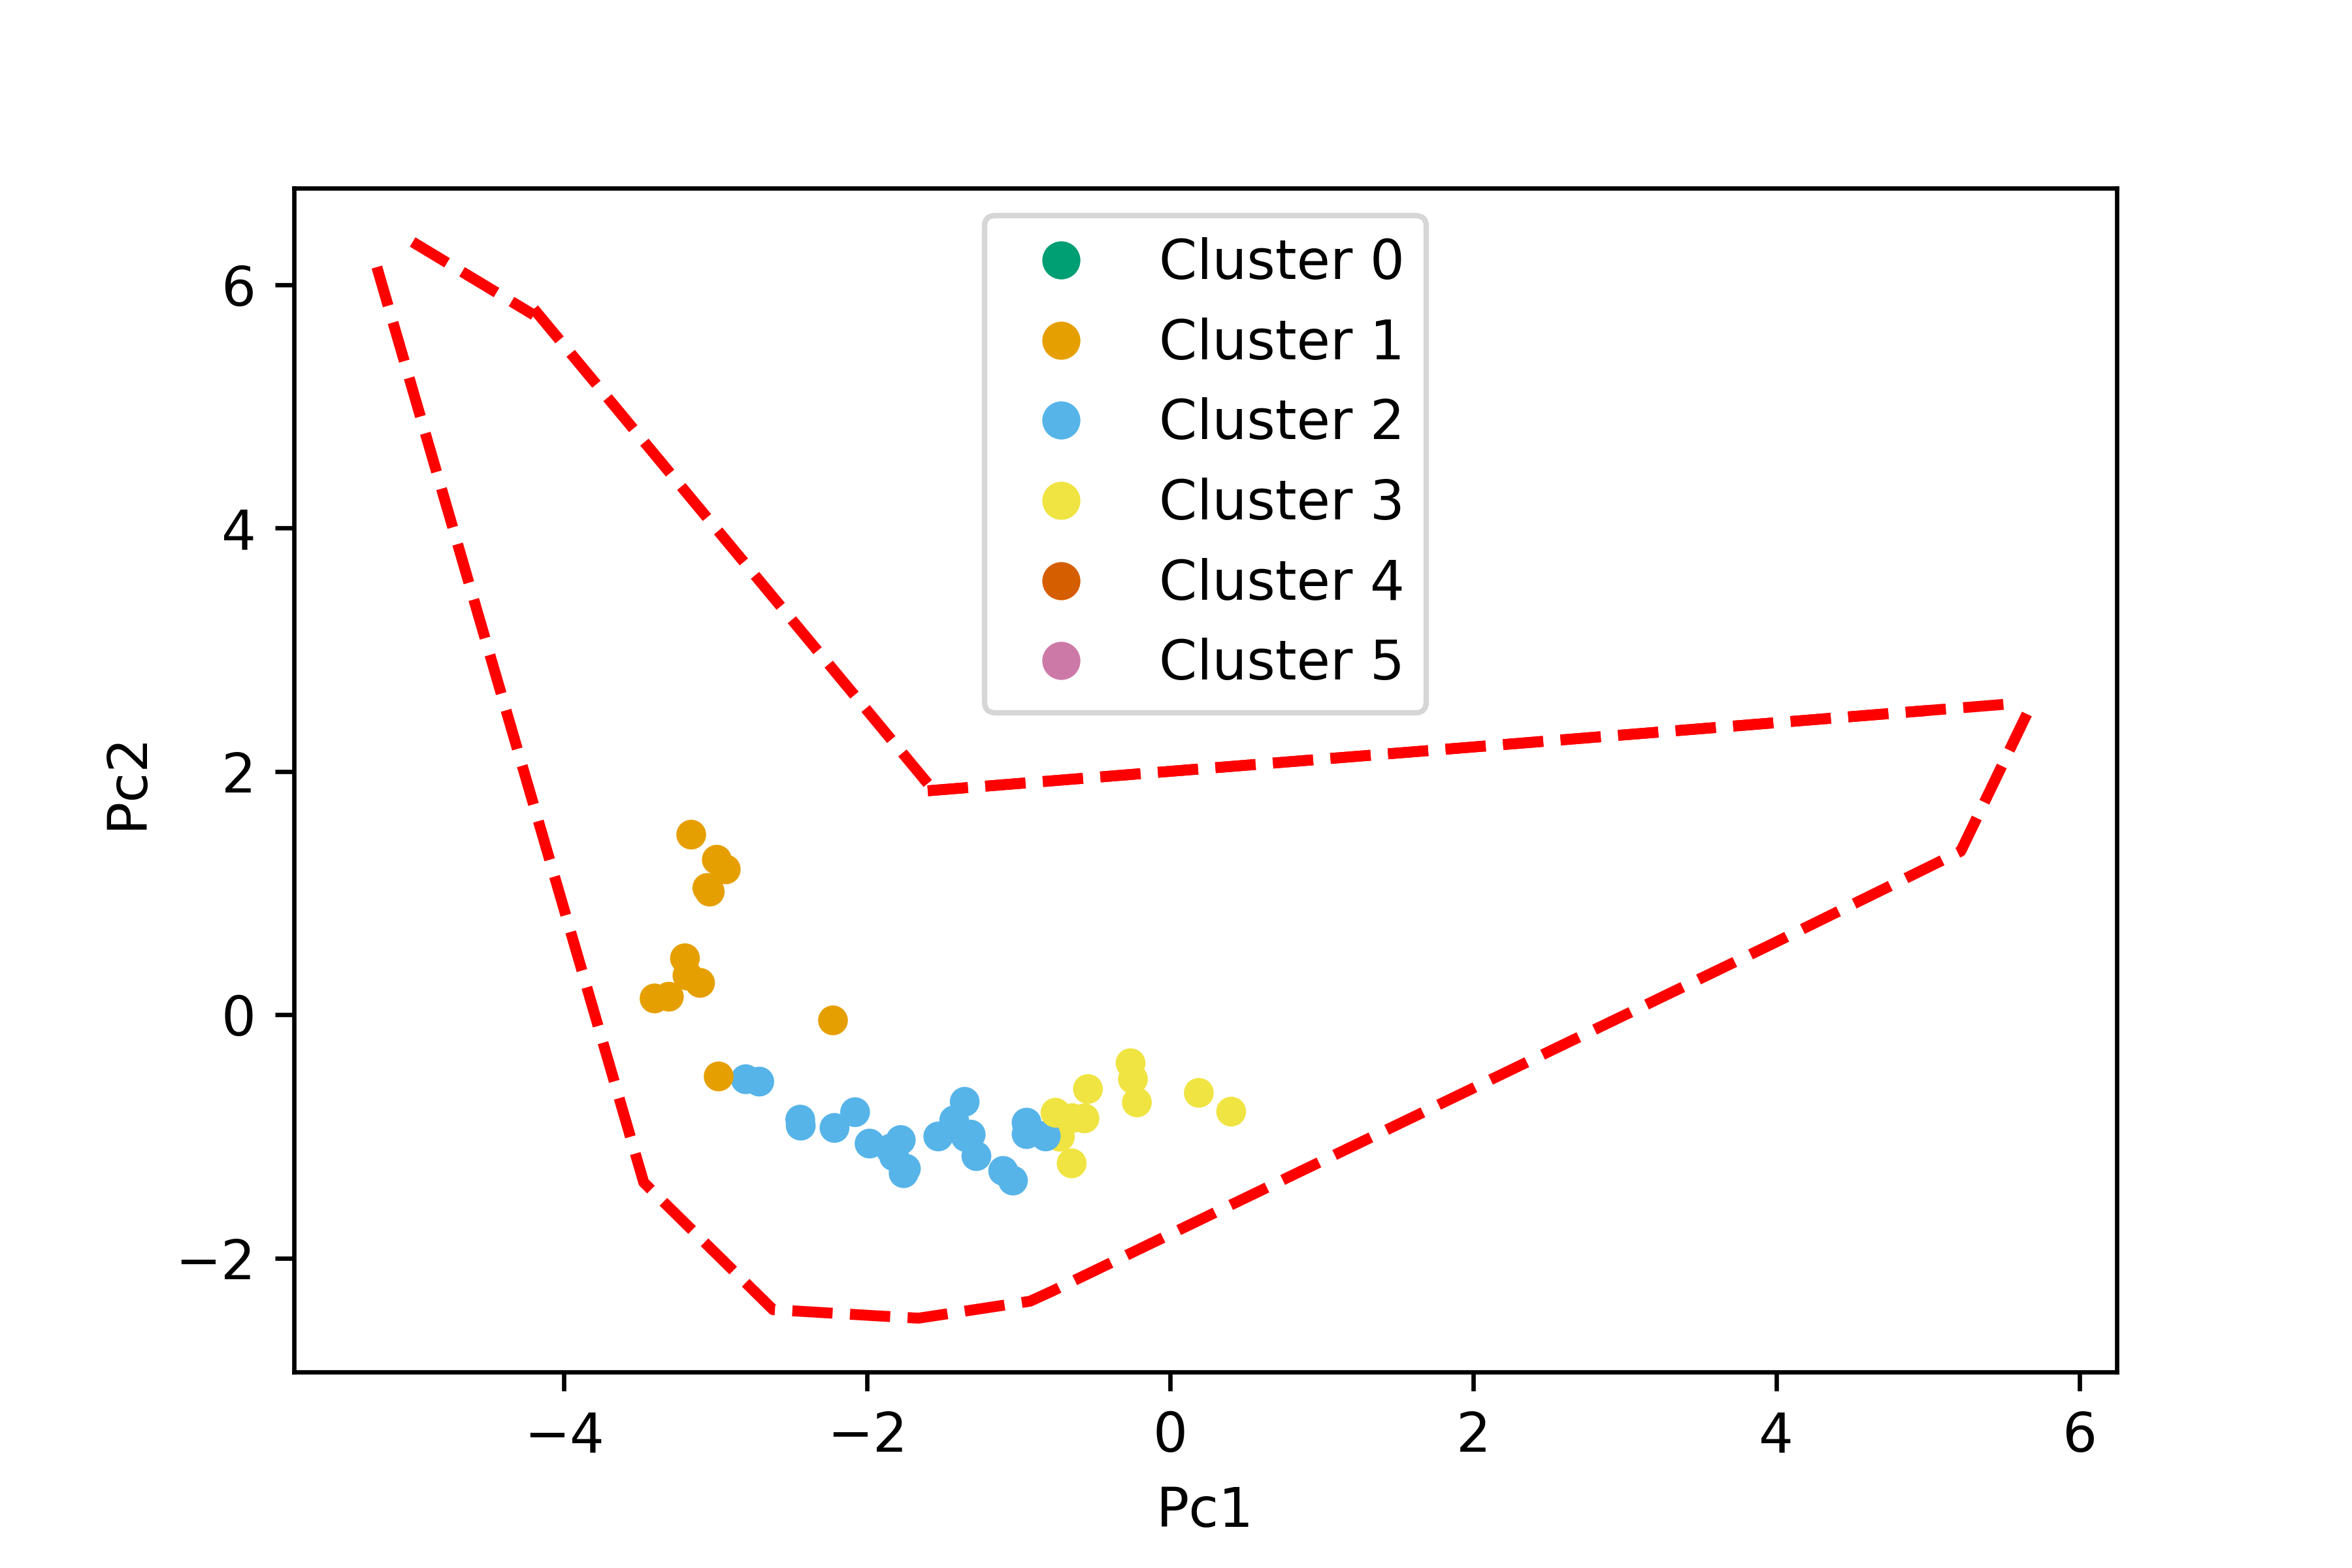 Cluster 0
Cluster 1
Cluster 2
Cluster 3
Cluster 4
Cluster 5
6
4
2
0
−2
Pc2
−4 −2 0 2 4 6
Pc1